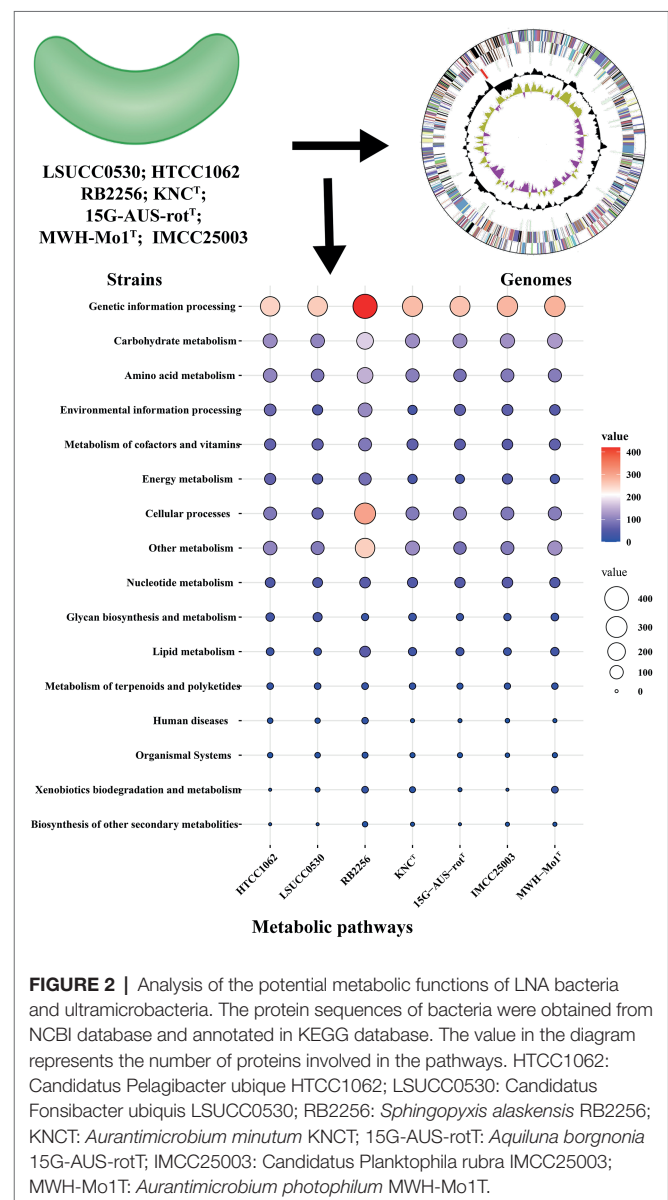 LSUCC0530; HTCC1062
RB2256; KNCᵀ;
15G-AUS-rotᵀ;
MWH-Mo1ᵀ; IMCC25003
Strains
Genomes
Genetic information processing
Carbohydrate metabolism
Amino acid metabolism
Environmental information processing
Metabolism of cofactors and vitamins
Energy metabolism
Cellular processes
Other metabolism
Nucleotide metabolism
Glycan biosynthesis and metabolism
Lipid metabolism
Metabolism of terpenoids and polyketides
Human diseases
Organismal Systems
Xenobiotics biodegradation and metabolism
Biosynthesis of other secondary metabolities
value
400
300
200
100
0
value
400
300
200
100
0
HTCC1062
LSUCC0530
RB2256
KNCᵀ
15G-AUS-rotᵀ
IMCC25003
MWH-Mo1ᵀ
Metabolic pathways
FIGURE 2 | Analysis of the potential metabolic functions of LNA bacteria
and ultramicrobacteria. The protein sequences of bacteria were obtained from
NCBI database and annotated in KEGG database. The value in the diagram
represents the number of proteins involved in the pathways. HTCC1062:
Candidatus Pelagibacter ubique HTCC1062; LSUCC0530: Candidatus
Fonsibacter ubiquis LSUCC0530; RB2256: Sphingopyxis alaskensis RB2256;
KNCT: Aurantimicrobium minutum KNCT; 15G-AUS-rotT: Aquiluna borgnonia
15G-AUS-rotT; IMCC25003: Candidatus Planktophila rubra IMCC25003;
MWH-Mo1T: Aurantimicrobium photophilum MWH-Mo1T.